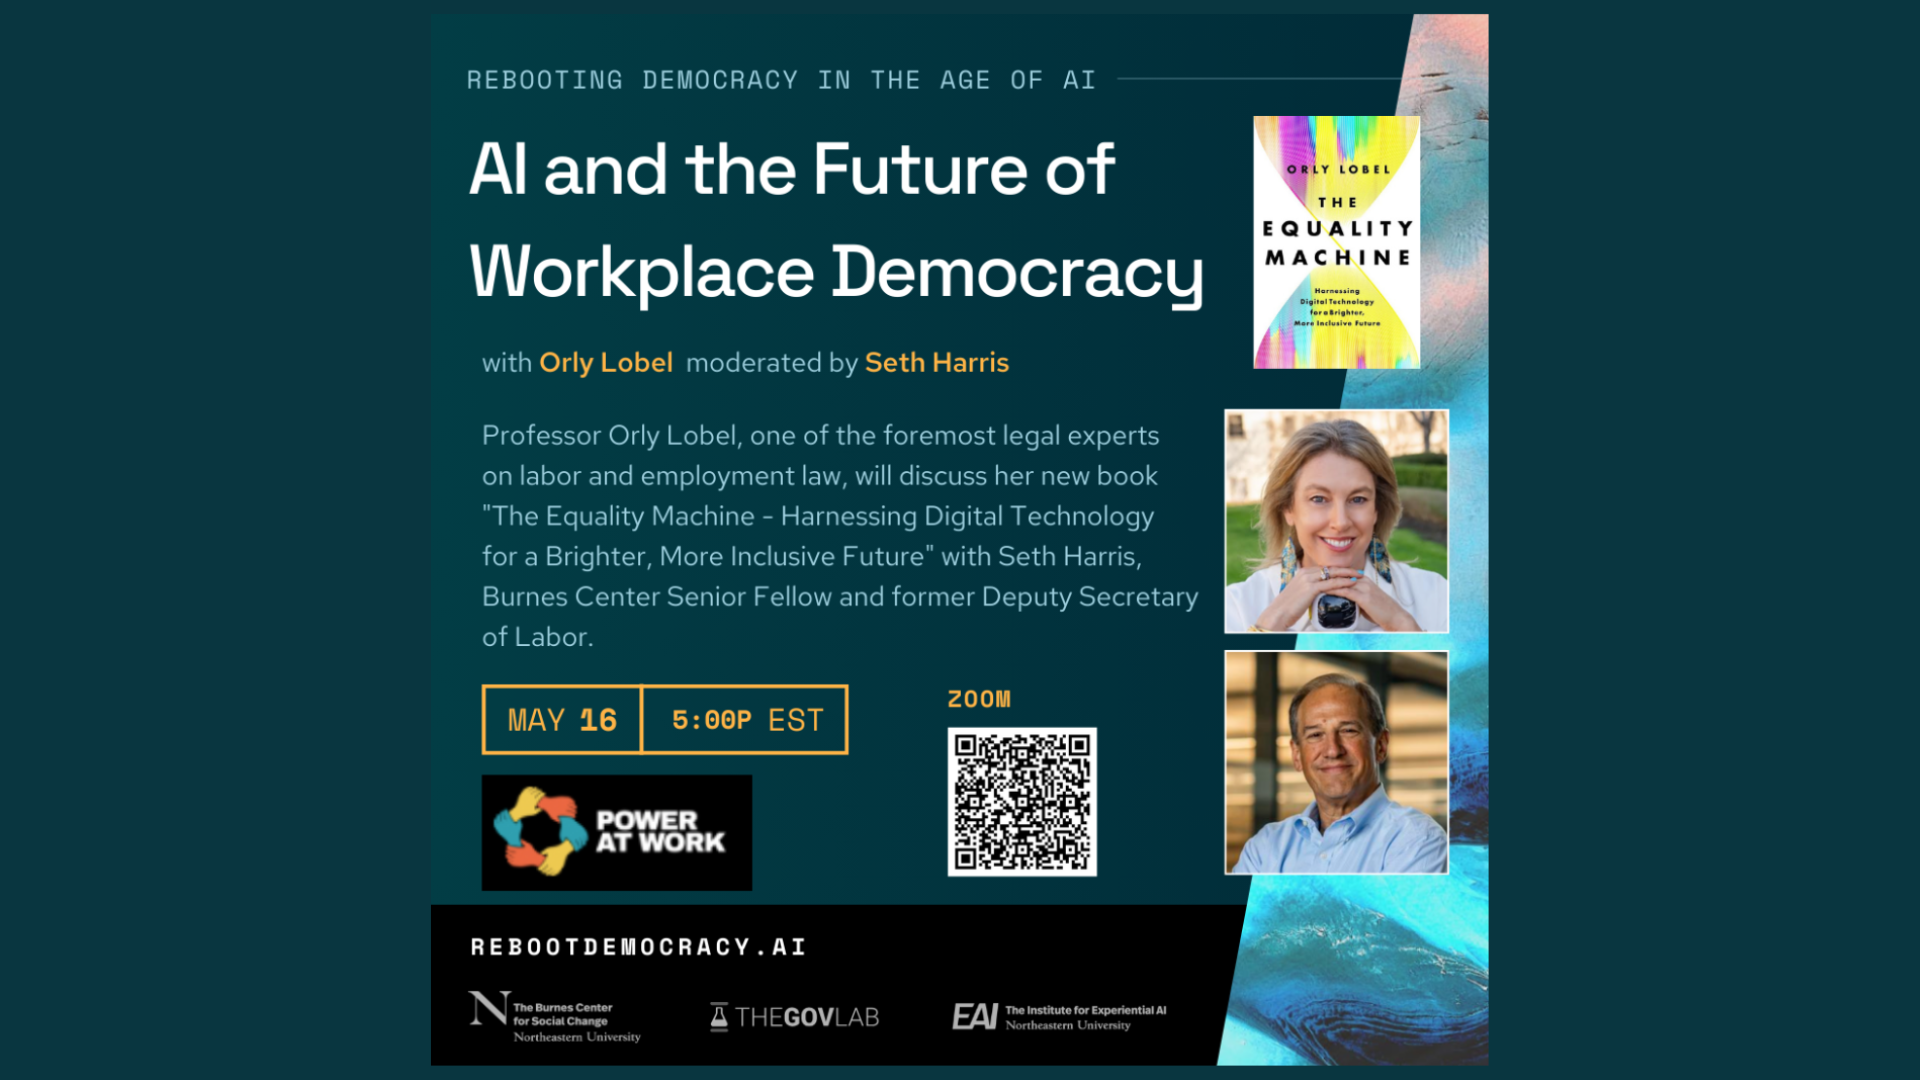 REBOOTING DEMOCRACY IN THE AGE OF AI
AI and the Future of
Workplace Democracy
with Orly Lobel moderated by Seth Harris
Professor Orly Lobel, one of the foremost legal experts
on labor and employment law, will discuss her new book
"The Equality Machine - Harnessing Digital Technology
for a Brighter, More Inclusive Future" with Seth Harris,
Burnes Center Senior Fellow and former Deputy Secretary
of Labor.
MAY 16
5:00P EST
ZOOM
POWER
AT WORK
ORLY LOBEL
THE
EQUALITY
MACHINE
Harnessing
Digital Technology
for a Brighter,
More Inclusive Future
REBOOTDEMOCRACY.AI
N
The Burnes Center
for Social Change
Northeastern University
THEGOVLAB
EAI
The Institute for Experiential AI
Northeastern University